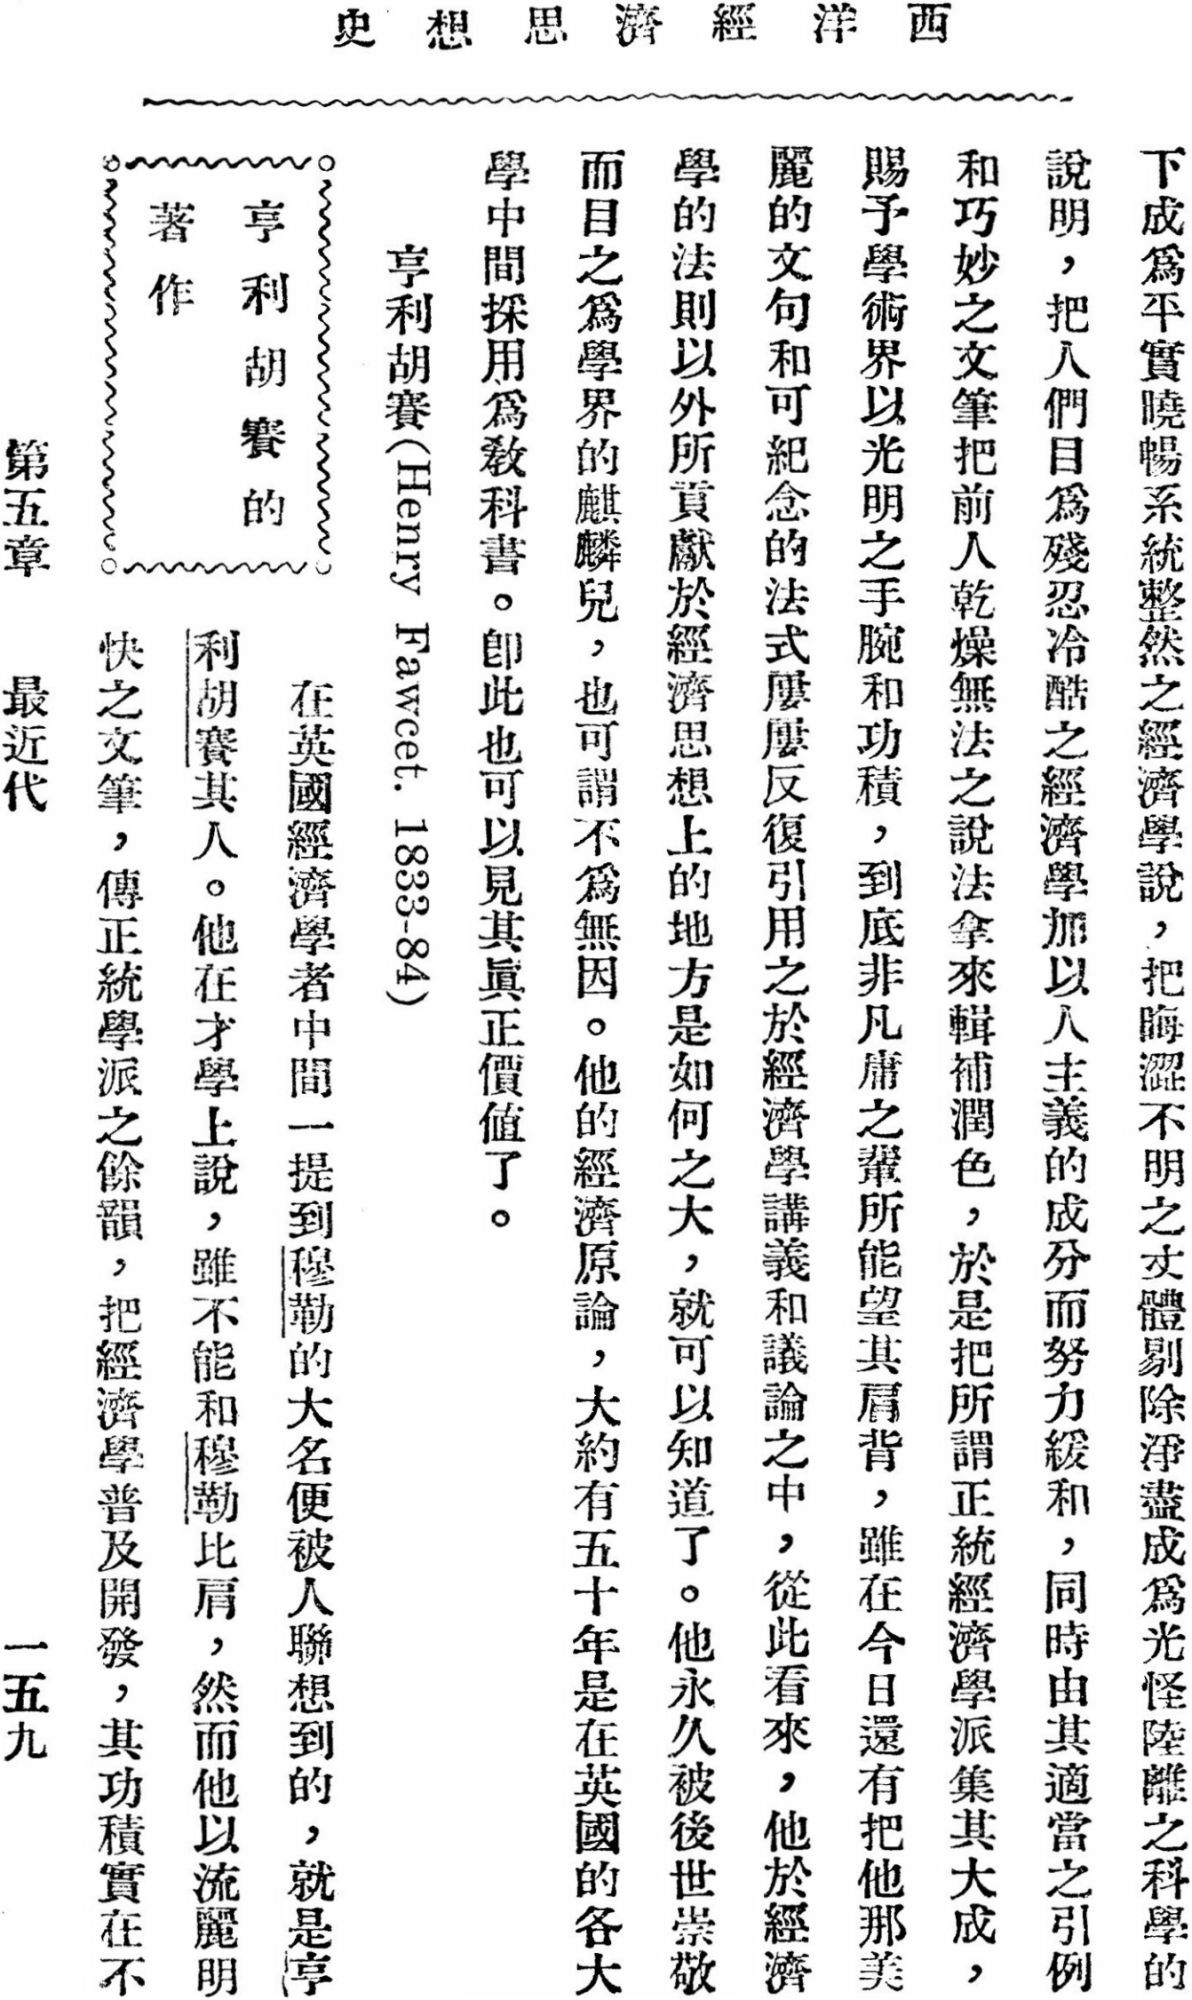 西洋經濟思想史
下成爲平實曉暢系統整然之經濟學說，把晦澀不明之文體剔除淨盡成爲光怪陸離之科學的
說明，把人們目爲殘忍冷酷之經濟學加以人主義的成分而努力緩和，同時由其適當之引例
和巧妙之文筆把前人乾燥無法之說法拿來輯補潤色，於是把所謂正統經濟學派集其大成，
賜予學術界以光明之手腕和功積，到底非凡庸之輩所能望其肩背，雖在今日還有把他那美
麗的文句和可紀念的法式屢屢反復引用之於經濟學講義和議論之中，從此看來，他於經濟
學的法則以外所貢獻於經濟思想上的地方是如何之大，就可以知道了。他永久被後世崇敬
而目之爲學界的麒麟兒，也可謂不爲無因。他的經濟原論，大約有五十年是在英國的各大
學中間採用爲敎科書。卽此也可以見其眞正價値了。
亨利胡賽(Henry Fawcet. 1833-84)
亨利胡賽的
著作
在英國經濟學者中間一提到穆勒的大名便被人聯想到的，就是亨
利胡賽其人。他在才學上說，雖不能和穆勒比肩，然而他以流麗明
快之文筆，傳正統學派之餘韻，把經濟學普及開發，其功積實在不
第五章　最近代　一五九